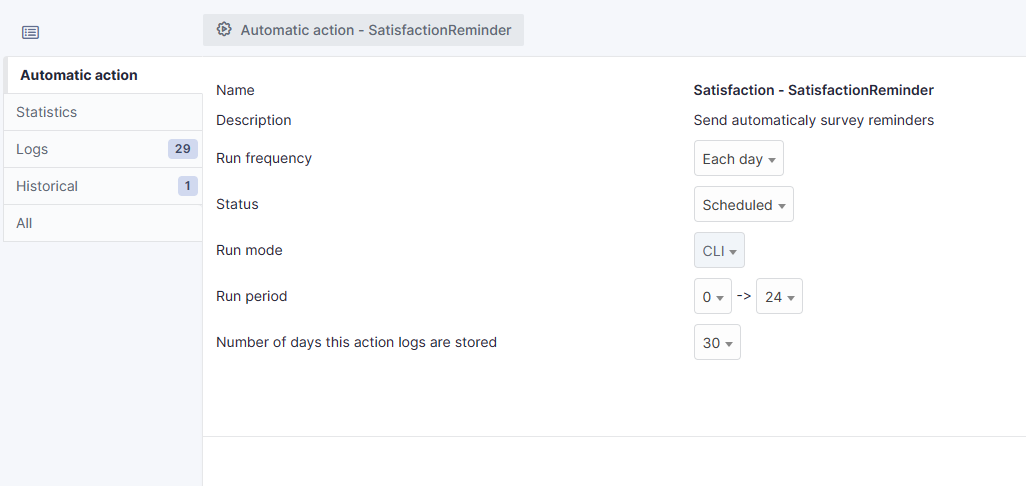 Automatic action - SatisfactionReminder
Automatic action
Statistics
Logs 29
Historical 1
All
Name Satisfaction - SatisfactionReminder
Description Send automaticaly survey reminders
Run frequency Each day
Status Scheduled
Run mode CLI
Run period 0 -> 24
Number of days this action logs are stored 30